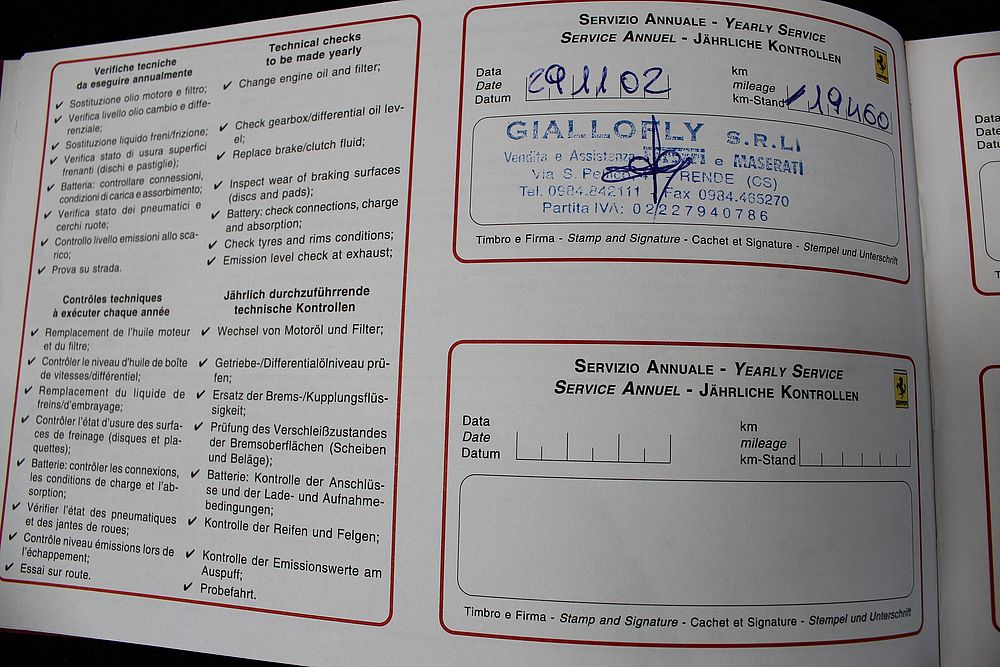 Verifiche tecniche
da eseguire annualmente
✔ Sostituzione olio motore e filtro;
✔ Verifica livello olio cambio e diffe-
renziale;
✔ Sostituzione liquido freni/frizione;
✔ Verifica stato di usura superfici
frenanti (dischi e pastiglie);
✔ Batteria: controllare connessioni,
condizioni di carica e assorbimento;
✔ Verifica stato dei pneumatici e
cerchi ruote;
✔ Controllo livello emissioni allo sca-
rico;
✔ Prova su strada.
Technical checks
to be made yearly
✔ Change engine oil and filter;
✔ Check gearbox/differential oil lev-
el;
✔ Replace brake/clutch fluid;
✔ Inspect wear of braking surfaces
(discs and pads);
✔ Battery: check connections, charge
and absorption;
✔ Check tyres and rims conditions;
✔ Emission level check at exhaust;
Contrôles techniques
à exécuter chaque année
✔ Remplacement de l'huile moteur
et du filtre;
✔ Contrôler le niveau d'huile de boîte
de vitesses/différentiel;
✔ Remplacement du liquide de
freins/d'embrayage;
✔ Contrôler l'état d'usure des surfa-
ces de freinage (disques et pla-
quettes);
✔ Batterie: contrôler les connexions,
les conditions de charge et l'ab-
sorption;
✔ Vérifier l'état des pneumatiques
et des jantes de roues;
✔ Contrôle niveau émissions lors de
l'échappement;
✔ Essai sur route.
Jährlich durchzuführrende
technische Kontrollen
✔ Wechsel von Motoröl und Filter;
✔ Getriebe-/Differentialölniveau prü-
fen;
✔ Ersatz der Brems-/Kupplungsflüs-
sigkeit;
✔ Prüfung des Verschleißzustandes
der Bremsoberflächen (Scheiben
und Beläge);
✔ Batterie: Kontrolle der Anschlüs-
se und der Lade- und Aufnahme-
bedingungen;
✔ Kontrolle der Reifen und Felgen;
✔ Kontrolle der Emissionswerte am
Auspuff;
✔ Probefahrt.
SERVIZIO ANNUALE - YEARLY SERVICE
SERVICE ANNUEL - JÄHRLICHE KONTROLLEN
Data
Date
Datum
291102
km
mileage
km-Stand
19460
GIALLOFLY S.R.L.
Vendita e Assistenza e MASERATI
Via S. RENDE (CS)
Tel. 0984.842111 Fax 0984.465270
Partita IVA: 02227940786
Timbro e Firma - Stamp and Signature - Cachet et Signature - Stempel und Unterschrift
SERVIZIO ANNUALE - YEARLY SERVICE
SERVICE ANNUEL - JÄHRLICHE KONTROLLEN
Data
Date
Datum
km
mileage
km-Stand
Timbro e Firma - Stamp and Signature - Cachet et Signature - Stempel und Unterschrift